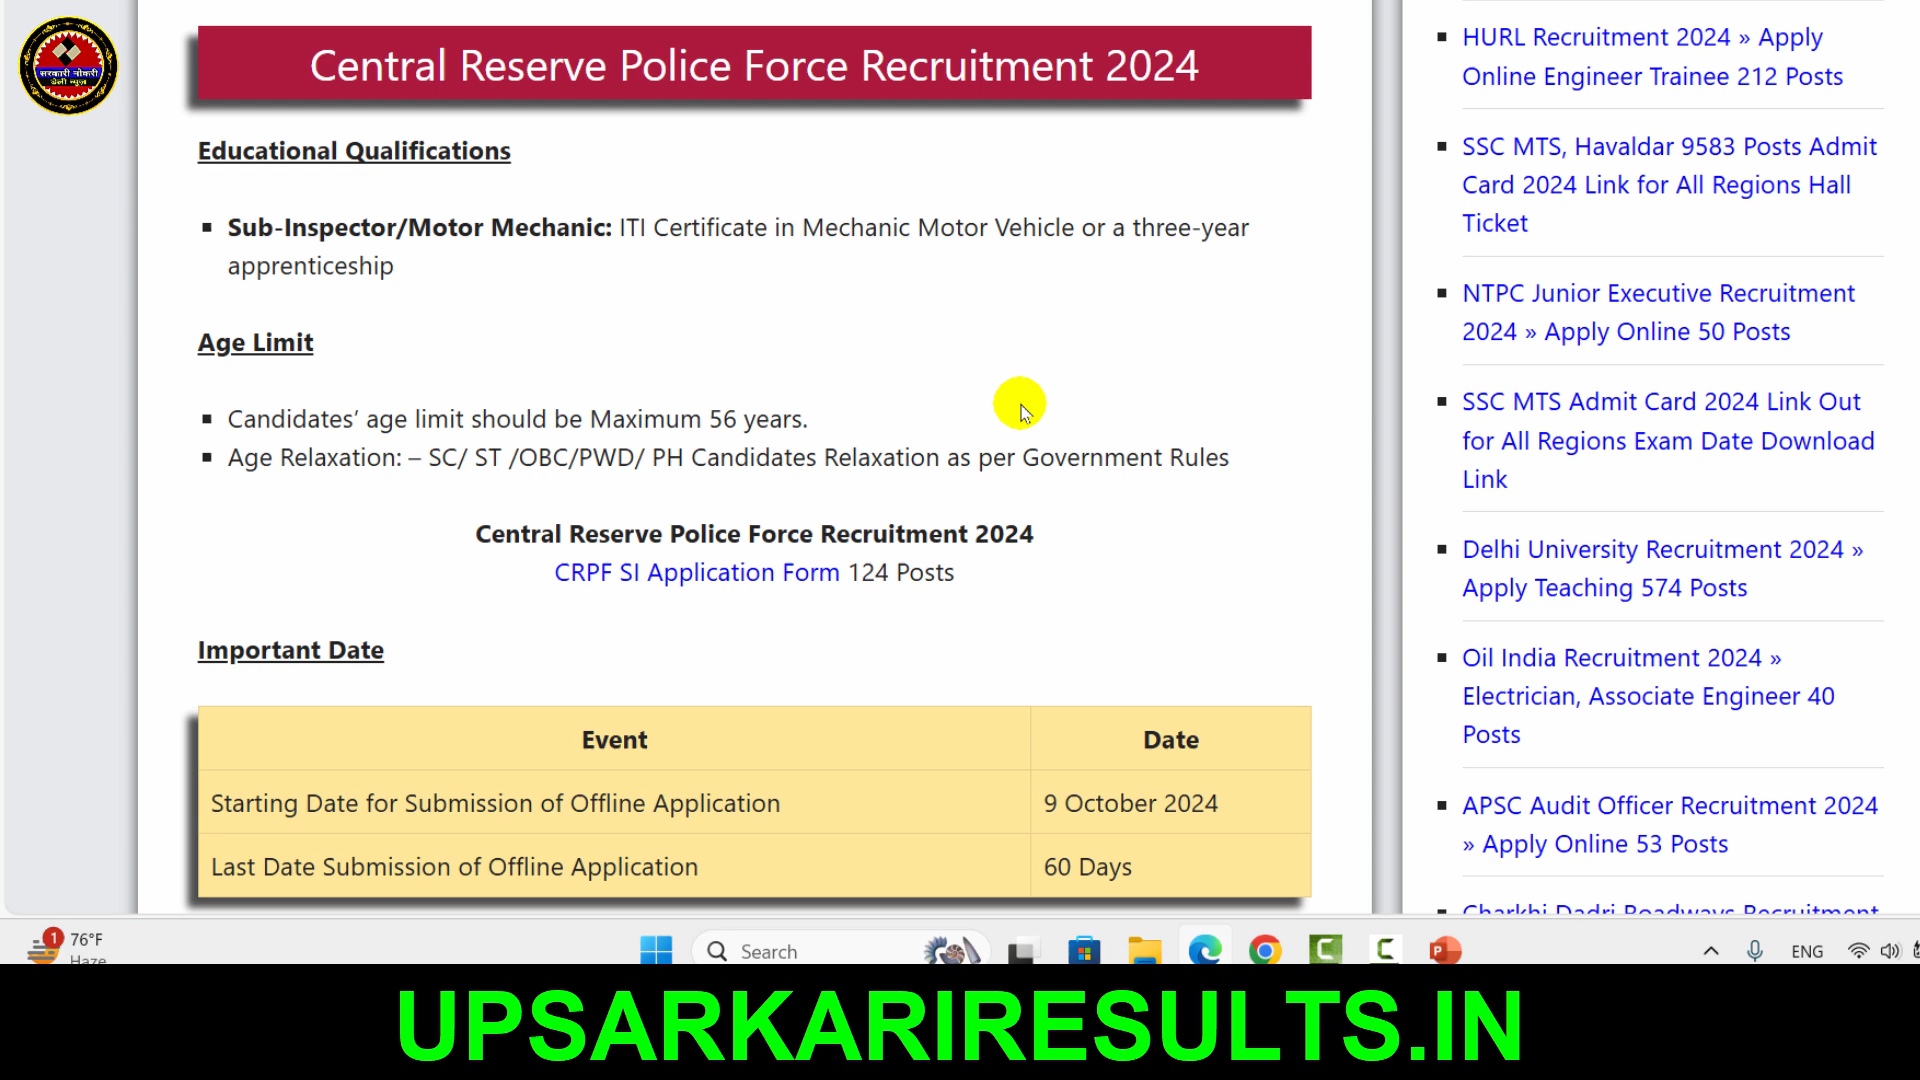 सरकारी नोकरी
डेली न्यूज़
Central Reserve Police Force Recruitment 2024
Educational Qualifications
▪ Sub-Inspector/Motor Mechanic: ITI Certificate in Mechanic Motor Vehicle or a three-year
apprenticeship
Age Limit
▪ Candidates’ age limit should be Maximum 56 years.
▪ Age Relaxation: – SC/ ST /OBC/PWD/ PH Candidates Relaxation as per Government Rules
Central Reserve Police Force Recruitment 2024
CRPF SI Application Form 124 Posts
Important Date
Event Date
Starting Date for Submission of Offline Application 9 October 2024
Last Date Submission of Offline Application 60 Days
▪ HURL Recruitment 2024 » Apply
Online Engineer Trainee 212 Posts
▪ SSC MTS, Havaldar 9583 Posts Admit
Card 2024 Link for All Regions Hall
Ticket
▪ NTPC Junior Executive Recruitment
2024 » Apply Online 50 Posts
▪ SSC MTS Admit Card 2024 Link Out
for All Regions Exam Date Download
Link
▪ Delhi University Recruitment 2024 »
Apply Teaching 574 Posts
▪ Oil India Recruitment 2024 »
Electrician, Associate Engineer 40
Posts
▪ APSC Audit Officer Recruitment 2024
» Apply Online 53 Posts
▪ Charkhi Dadri Roadways Recruitment
1
76°F
Haze
Search
ENG
UPSARKARIRESULTS.IN